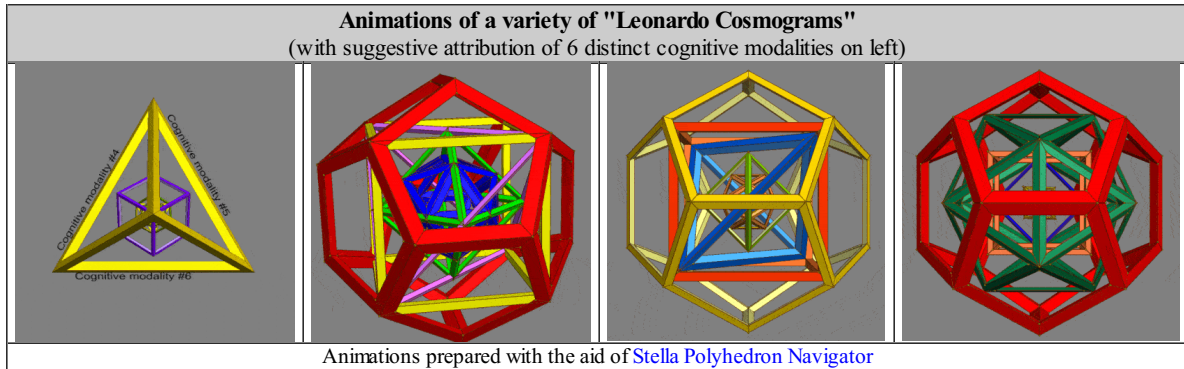 Animations of a variety of "Leonardo Cosmograms"
(with suggestive attribution of 6 distinct cognitive modalities on left)
Cognitive modality #4
Cognitive modality #5
Cognitive modality #6
Animations prepared with the aid of Stella Polyhedron Navigator